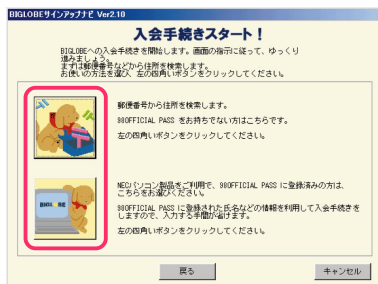 BIGLOBEサインアップナビ Ver2.10
入会手続きスタート！
BIGLOBEへの入会手続きを開始します。画面の指示に従って、ゆっくり
進みましょう。
まずは郵便番号などから住所を検索します。
お使いの方法を選び、左の四角いボタンをクリックしてください。
郵便番号から住所を検索します。
98OFFICIAL PASS をお持ちでない方はこちらです。
左の四角いボタンをクリックしてください。
NECパソコン製品をご利用で、98OFFICIAL PASS に登録済みの方は、
こちらをお選びください。
98OFFICIAL PASS に登録された氏名などの情報を利用して入会手続きを
しますので、入力する手間が省けます。
左の四角いボタンをクリックしてください。
戻る
キャンセル